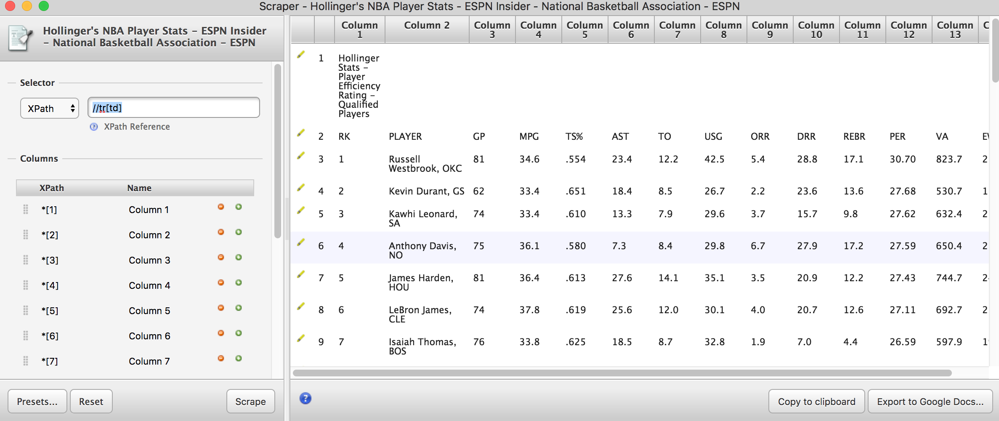 Scraper - Hollinger's NBA Player Stats - ESPN Insider - National Basketball Association - ESPN
Hollinger's NBA Player Stats - ESPN Insider
- National Basketball Association - ESPN
Selector
XPath //tr[td]
XPath Reference
Columns
XPath Name
*[1] Column 1
*[2] Column 2
*[3] Column 3
*[4] Column 4
*[5] Column 5
*[6] Column 6
*[7] Column 7
Presets... Reset Scrape
Column Column 2 Column Column Column Column Column Column Column Column Column Column Column C
1 3 4 5 6 7 8 9 10 11 12 13
1 Hollinger
Stats -
Player
Efficiency
Rating -
Qualified
Players
2 RK PLAYER GP MPG TS% AST TO USG ORR DRR REBR PER VA
3 1 Russell 81 34.6 .554 23.4 12.2 42.5 5.4 28.8 17.1 30.70 823.7 2
Westbrook, OKC
4 2 Kevin Durant, GS 62 33.4 .651 18.4 8.5 26.7 2.2 23.6 13.6 27.68 530.7 1
5 3 Kawhi Leonard, 74 33.4 .610 13.3 7.9 29.6 3.7 15.7 9.8 27.62 632.4 2
SA
6 4 Anthony Davis, 75 36.1 .580 7.3 8.4 29.8 6.7 27.9 17.2 27.59 650.4 2
NO
7 5 James Harden, 81 36.4 .613 27.6 14.1 35.1 3.5 20.9 12.2 27.43 744.7 2
HOU
8 6 LeBron James, 74 37.8 .619 25.6 12.0 30.1 4.0 20.7 12.6 27.11 692.7 2
CLE
9 7 Isaiah Thomas, 76 33.8 .625 18.5 8.7 32.8 1.9 7.0 4.4 26.59 597.9 1
BOS
? Copy to clipboard Export to Google Docs...